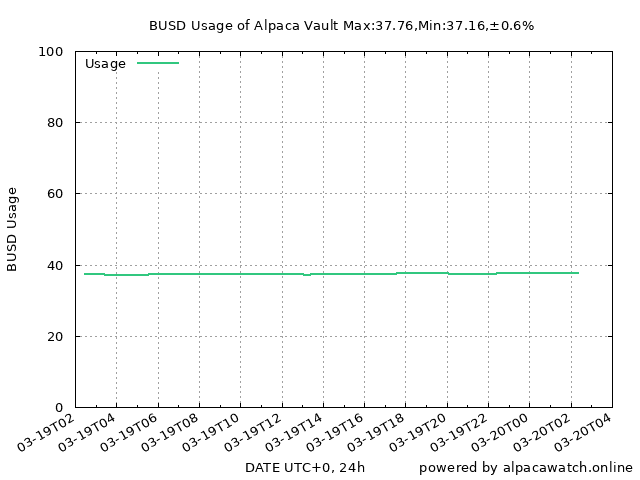 BUSD Usage of Alpaca Vault Max:37.76,Min:37.16,±0.6%
100
Usage
80
60
BUSD Usage
40
20
0
03-19T02
03-19T04
03-19T06
03-19T08
03-19T10
03-19T12
03-19T14
03-19T16
03-19T18
03-19T20
03-19T22
03-20T00
03-20T02
03-20T04
DATE UTC+0, 24h
powered by alpacawatch.online